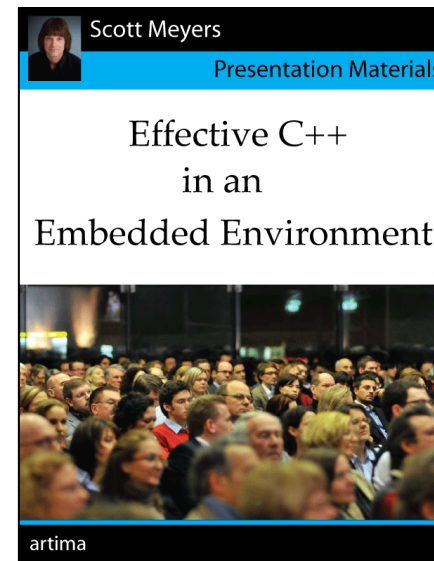 Scott Meyers
Presentation Materials
Effective C++
in an
Embedded Environment
artima